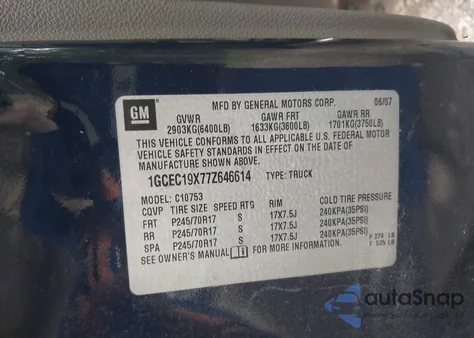 GM
MFD BY GENERAL MOTORS CORP. 06/07
GVWR GAWR FRT GAWR RR
2903KG(6400LB) 1633KG(3600LB) 1701KG(3750LB)
THIS VEHICLE CONFORMS TO ALL APPLICABLE U.S. FEDERAL MOTOR
VEHICLE SAFETY STANDARDS IN EFFECT ON THE DATE OF
MANUFACTURE SHOWN ABOVE.
1GCEC19X77Z646614 TYPE: TRUCK
MODEL: C10753
CQVP TIRE SIZE SPEED RTG RIM COLD TIRE PRESSURE
FRT P245/70R17 S 17X7.5J 240KPA(35PSI)
RR P245/70R17 S 17X7.5J 240KPA(35PSI)
SPA P245/70R17 S 17X7.5J 240KPA(35PSI)
SEE OWNER'S MANUAL FOR MORE INFORMATION.
autoSnap